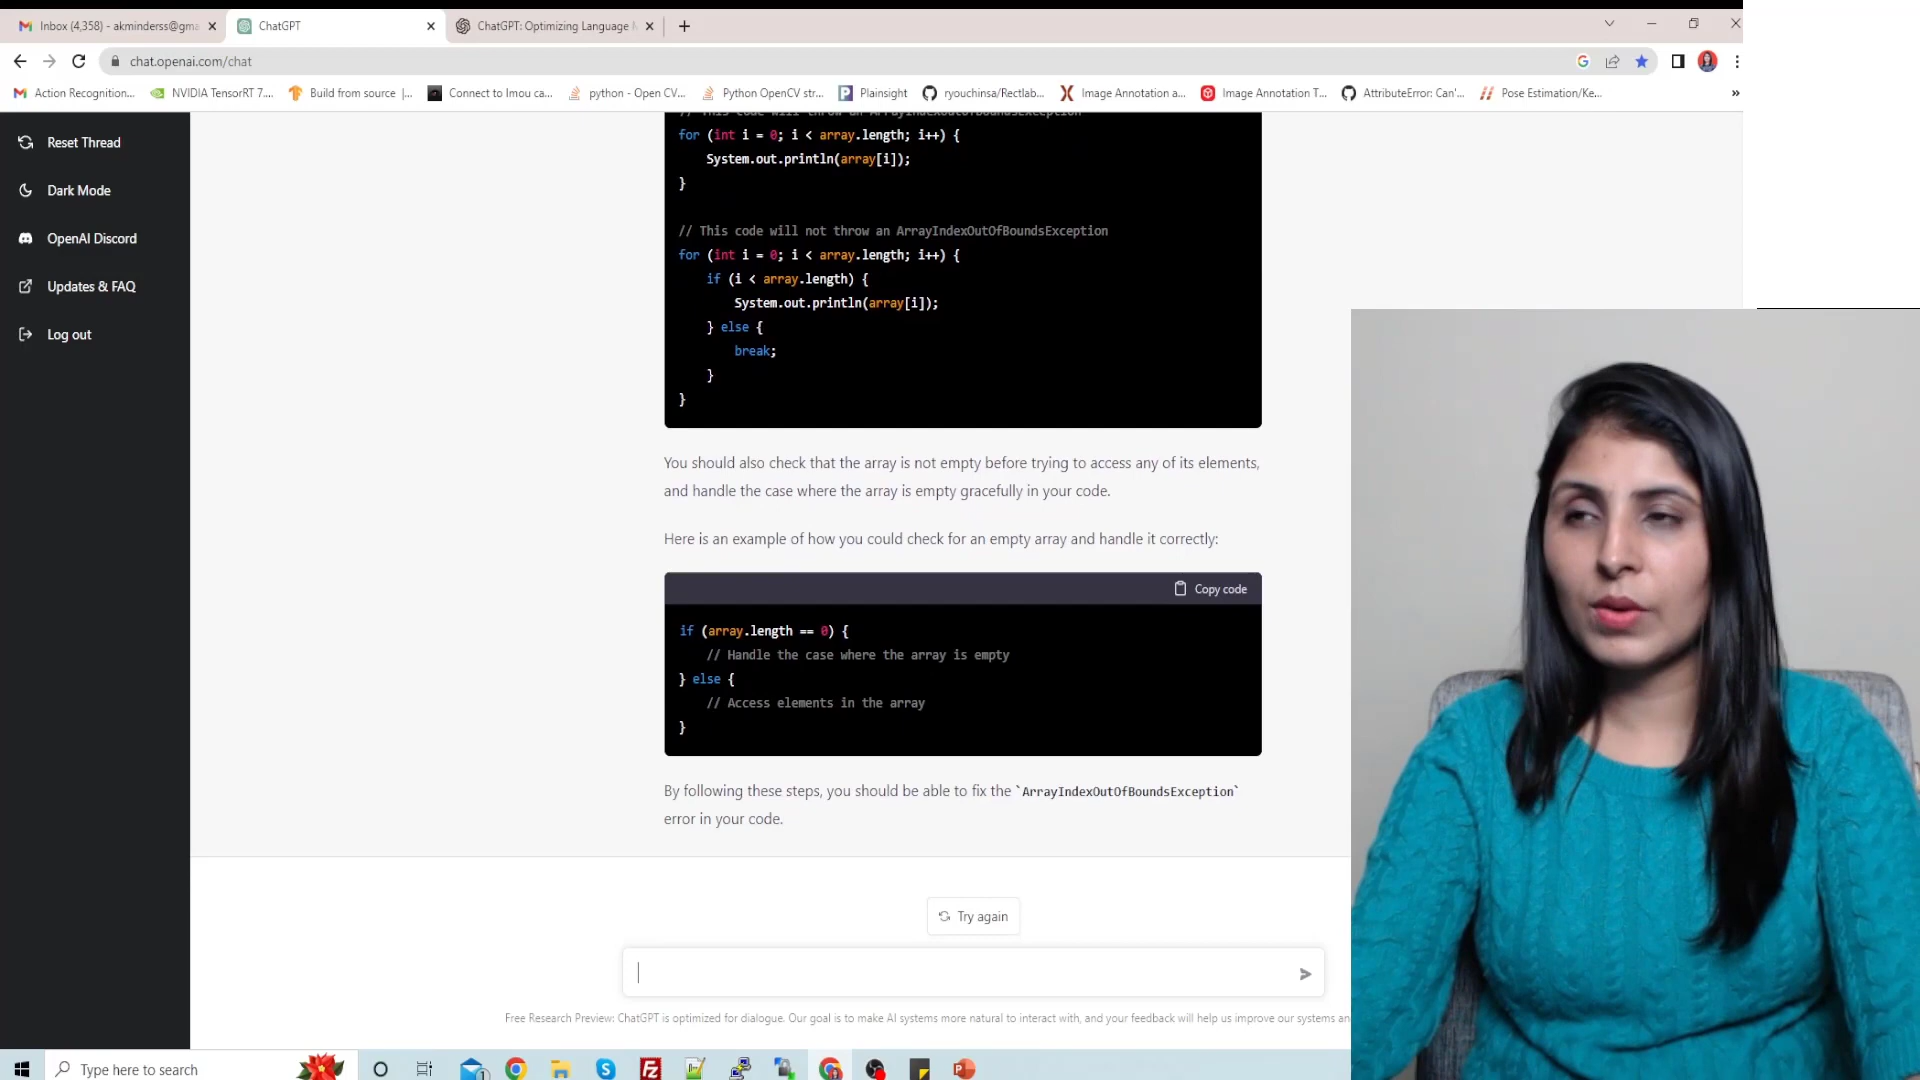 Inbox (4,358) - akminderss@gma
ChatGPT
ChatGPT: Optimizing Language
chat.openai.com/chat
Action Recognition...
NVIDIA TensorRT 7....
Build from source |...
Connect to Imou ca...
python - Open CV...
Python OpenCV str...
Plainsight
ryouchinsa/Rectlab...
Image Annotation a...
Image Annotation T...
AttributeError: Can'...
Pose Estimation/Ke...
»
Reset Thread
Dark Mode
OpenAI Discord
Updates & FAQ
Log out
// This code will throw an ArrayIndexOutOfBoundsException
for (int i = 0; i < array.length; i++) {
System.out.println(array[i]);
}
// This code will not throw an ArrayIndexOutOfBoundsException
for (int i = 0; i < array.length; i++) {
if (i < array.length) {
System.out.println(array[i]);
} else {
break;
}
}
You should also check that the array is not empty before trying to access any of its elements,
and handle the case where the array is empty gracefully in your code.
Here is an example of how you could check for an empty array and handle it correctly:
Copy code
if (array.length == 0) {
// Handle the case where the array is empty
} else {
// Access elements in the array
}
By following these steps, you should be able to fix the `ArrayIndexOutOfBoundsException`
error in your code.
Try again
Free Research Preview: ChatGPT is optimized for dialogue. Our goal is to make AI systems more natural to interact with, and your feedback will help us improve our systems an
Type here to search